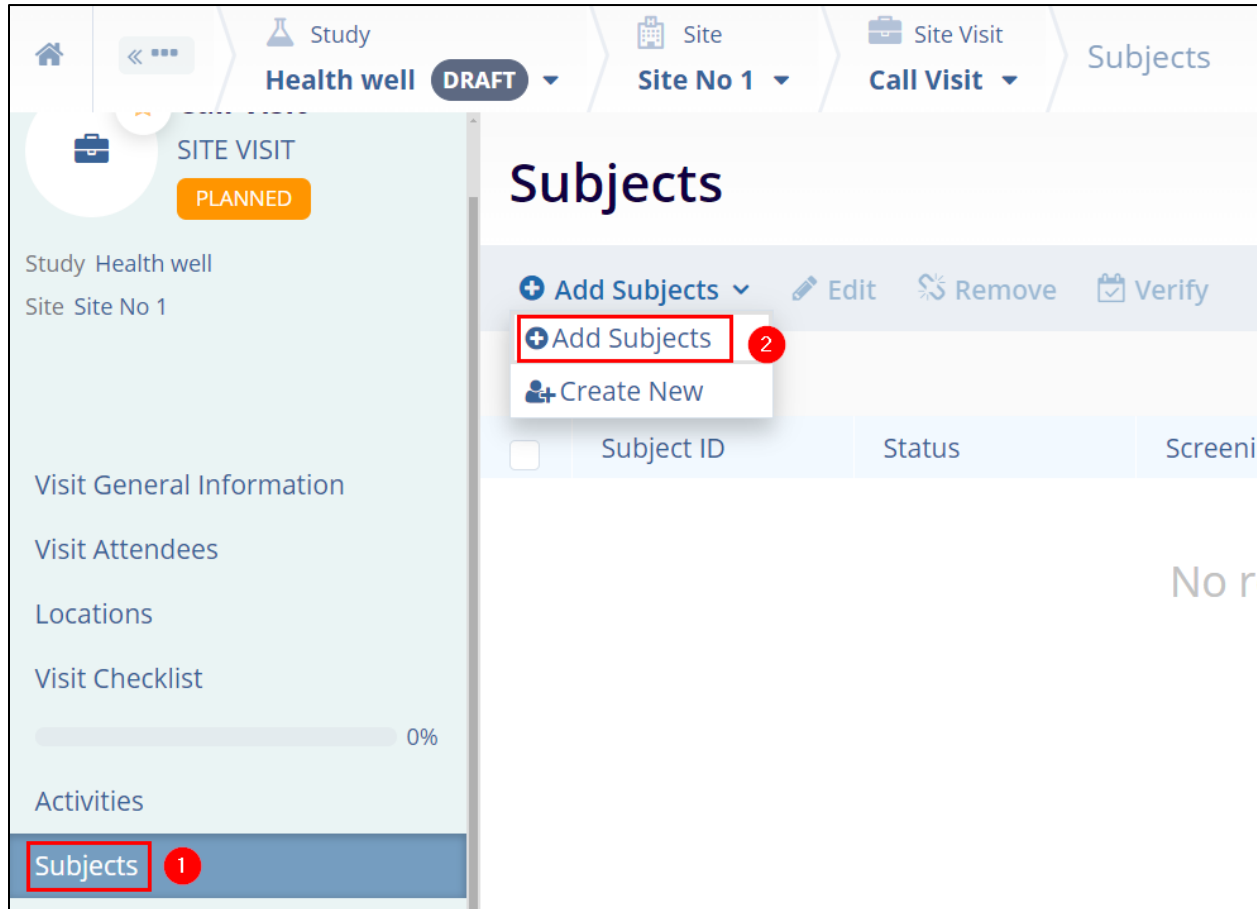 Study
Health well DRAFT
Site
Site No 1
Site Visit
Call Visit
Subjects
SITE VISIT
PLANNED
Study Health well
Site Site No 1
Visit General Information
Visit Attendees
Locations
Visit Checklist
0%
Activities
Subjects 1
Subjects
Add Subjects Edit Remove Verify
Add Subjects 2
Create New
Subject ID Status Screeni
No r